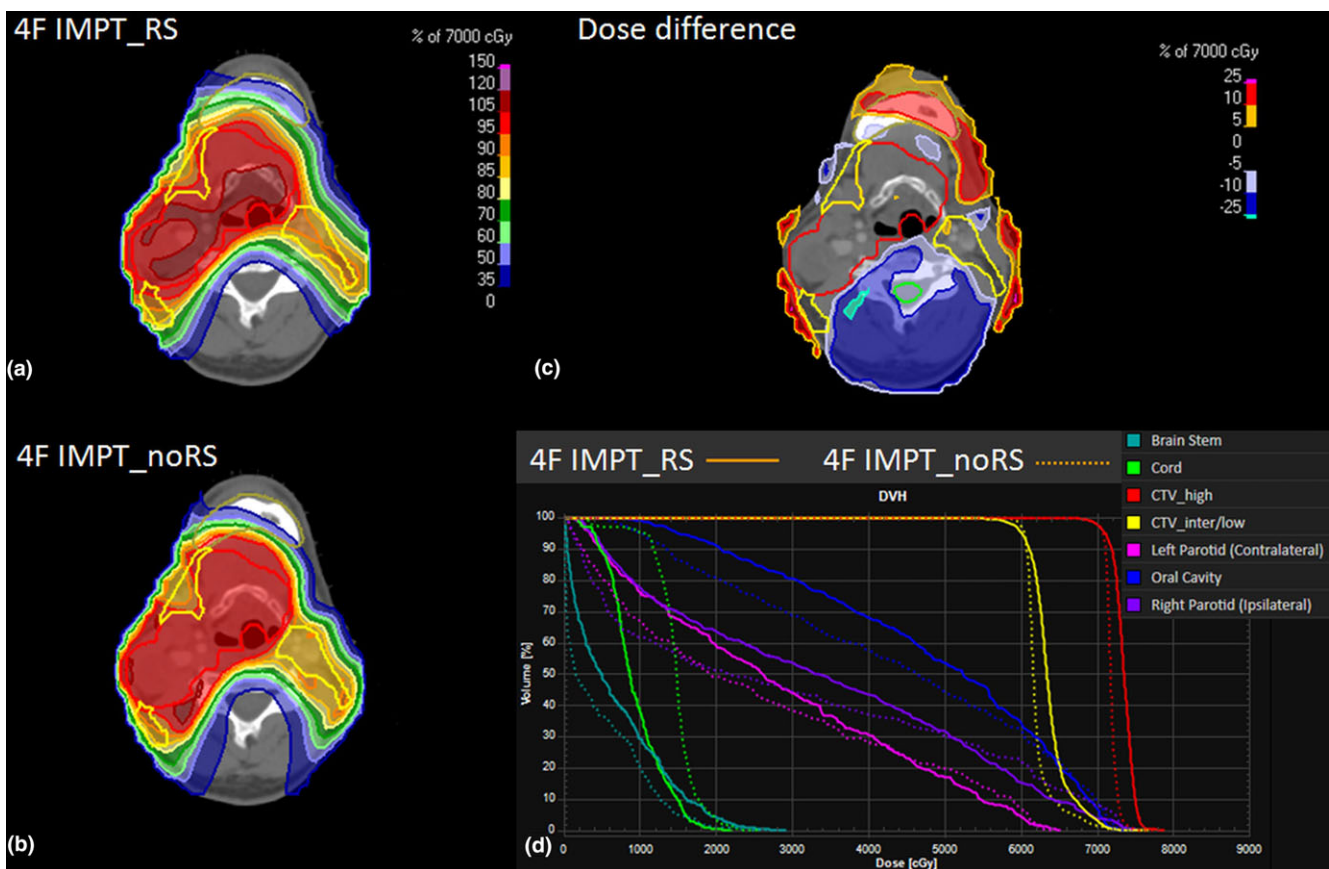 4F IMPT_RS
% of 7000 cGy
150
120
105
95
90
85
80
70
60
50
35
0
(a)
Dose difference
% of 7000 cGy
25
10
5
0
-5
-10
-25
(c)
4F IMPT_noRS
(b)
4F IMPT_RS
4F IMPT_noRS
Brain Stem
Cord
CTV_high
CTV_inter/low
Left Parotid (Contralateral)
Oral Cavity
Right Parotid (Ipsilateral)
DVH
Volume [%]
100
90
80
70
60
50
40
30
20
10
0
0 1000 2000 3000 4000 5000 6000 7000 8000 9000
Dose [cGy]
(d)